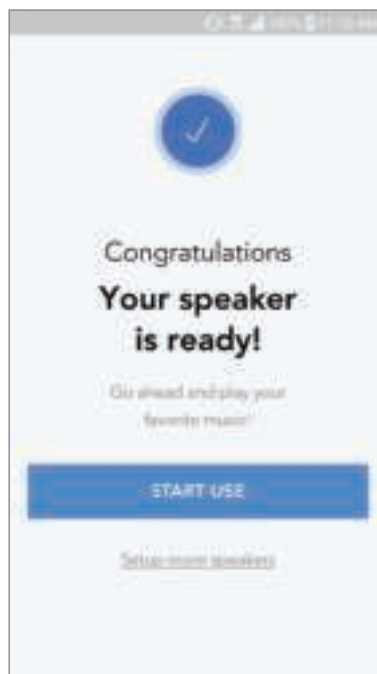 Congratulations
Your speaker
is ready!
Go ahead and play your
favorite music!
START USE
Setup more speakers